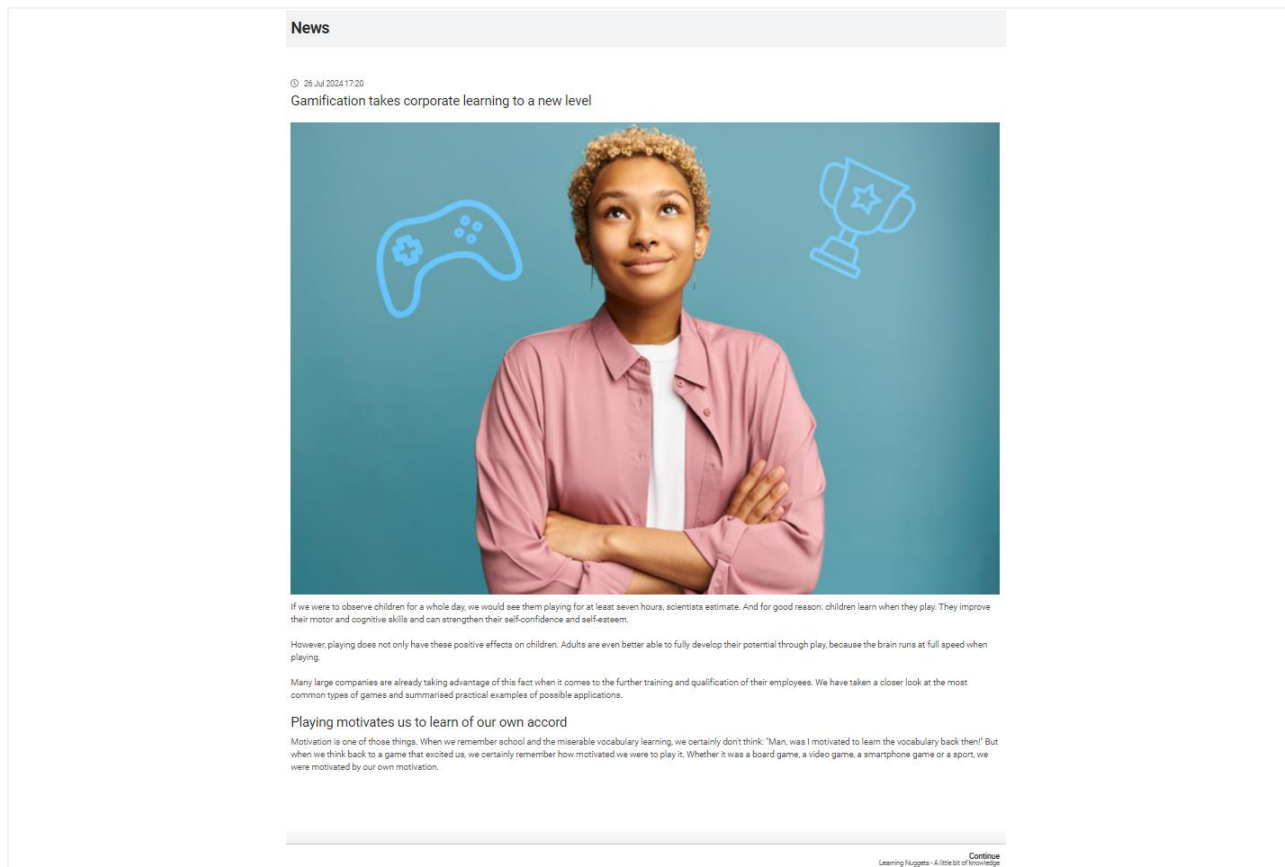 News
26 Jul 2024 17:20
Gamification takes corporate learning to a new level
If we were to observe children for a whole day, we would see them playing for at least seven hours, scientists estimate. And for good reason: children learn when they play. They improve
their motor and cognitive skills and can strengthen their self-confidence and self-esteem.
However, playing does not only have these positive effects on children. Adults are even better able to fully develop their potential through play, because the brain runs at full speed when
playing.
Many large companies are already taking advantage of this fact when it comes to the further training and qualification of their employees. We have taken a closer look at the most
common types of games and summarised practical examples of possible applications.
Playing motivates us to learn of our own accord
Motivation is one of those things. When we remember school and the miserable vocabulary learning, we certainly don't think: "Man, was I motivated to learn the vocabulary back then!" But
when we think back to a game that excited us, we certainly remember how motivated we were to play it. Whether it was a board game, a video game, a smartphone game or a sport, we
were motivated by our own motivation.
Continue
Learning Nuggets - A little bit of knowledge